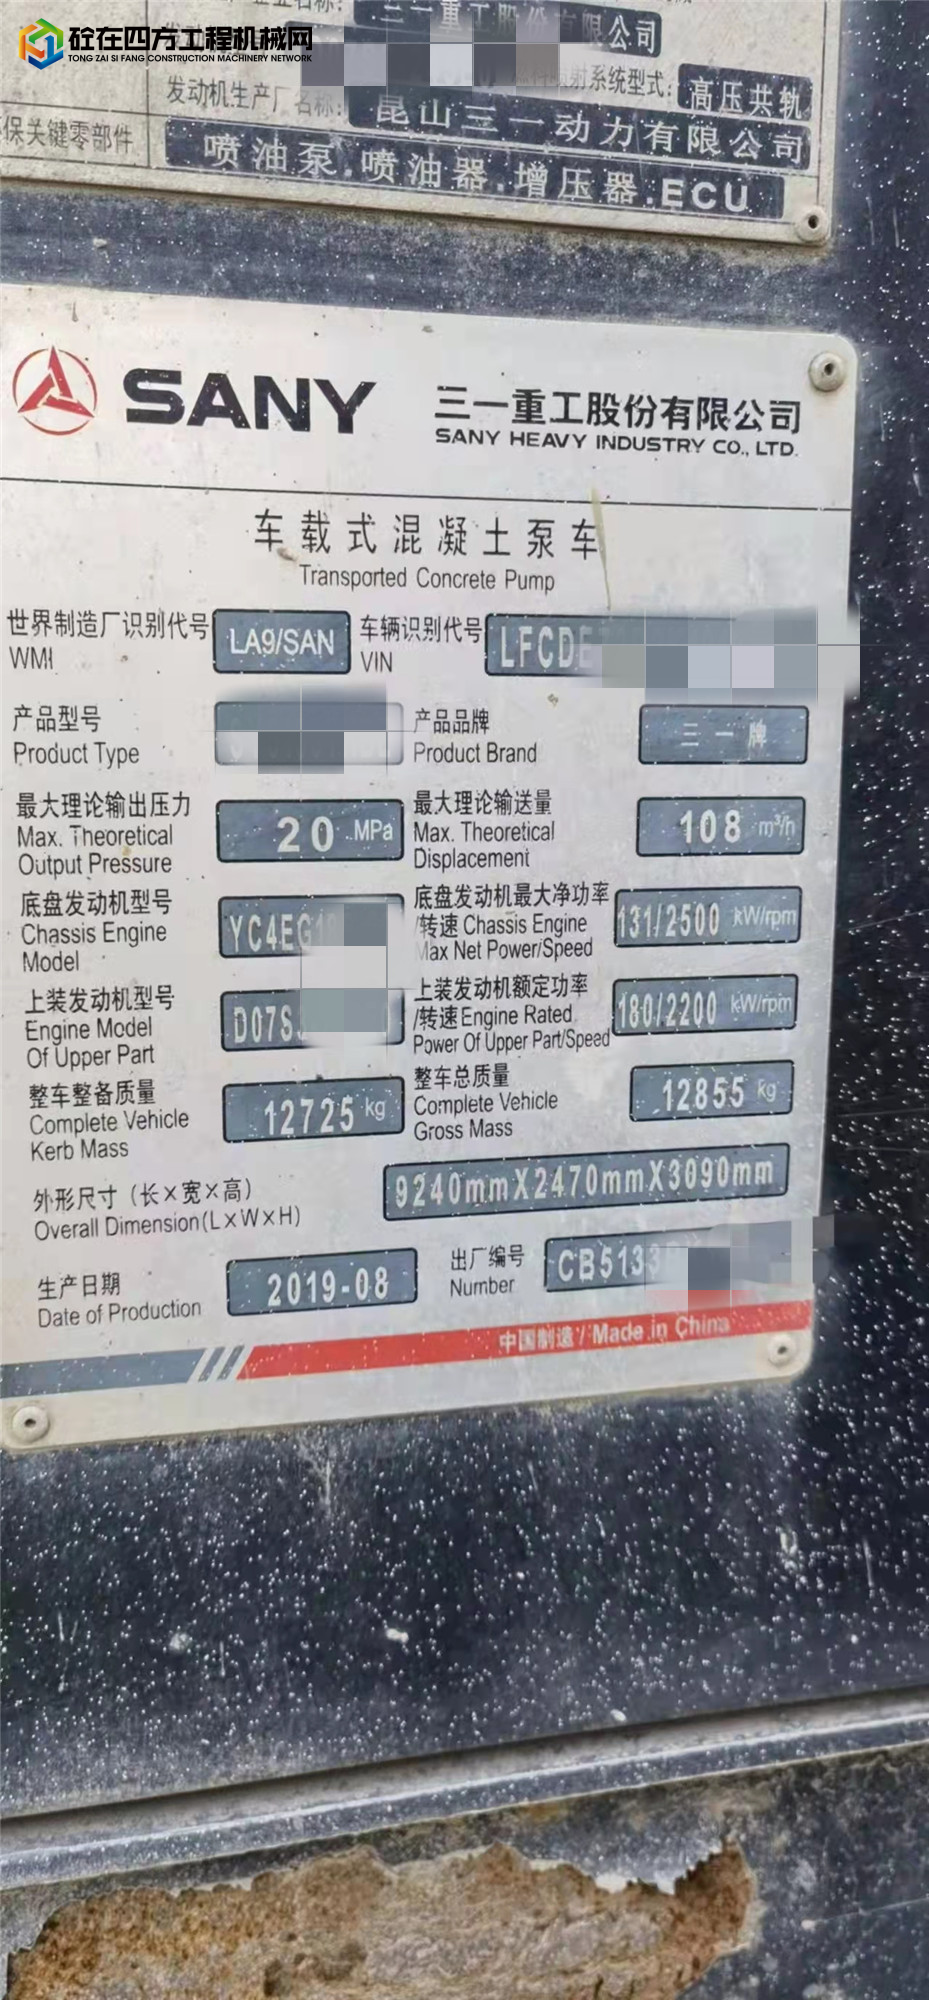 砼在四方工程机械网
TONG ZAI SI FANG CONSTRUCTION MACHINERY NETWORK
名称:
三一重工股份有限公司
射系统型式: 高压共轨
发动机生产厂名称: 昆山三一动力有限公司
保关键零部件
喷油泵.喷油器.增压器.ECU
SANY
三一重工股份有限公司
SANY HEAVY INDUSTRY CO., LTD.
车载式混凝土泵车
Transported Concrete Pump
世界制造厂识别代号 LA9/SAN 车辆识别代号 LFCDE
WMI VIN
产品型号 产品品牌 三一牌
Product Type Product Brand
最大理论输出压力 20 MPa 最大理论输送量 108 m³/h
Max. Theoretical Max. Theoretical
Output Pressure Displacement
底盘发动机型号 YC4EG1 底盘发动机最大净功率 131/2500 kW/rpm
Chassis Engine /转速 Chassis Engine
Model Max Net Power/Speed
上装发动机型号 D07S 上装发动机额定功率 180/2200 kW/rpm
Engine Model /转速 Engine Rated
Of Upper Part Power Of Upper Part/Speed
整车整备质量 12725 kg 整车总质量 12855 kg
Complete Vehicle Complete Vehicle
Kerb Mass Gross Mass
外形尺寸 (长×宽×高) 9240mmX2470mmX3090mm
Overall Dimension(L×W×H)
生产日期 2019-08 出厂编号 CB5133
Date of Production Number
中国制造/Made in China